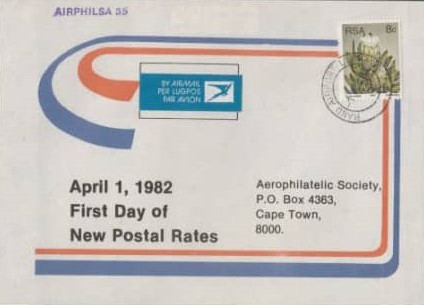 AIRPHILSA 35
RSA 8c
BY AIRMAIL
PER LUGPOS
PAR AVION
April 1, 1982
First Day of
New Postal Rates
Aerophilatelic Society,
P.O. Box 4363,
Cape Town,
8000.